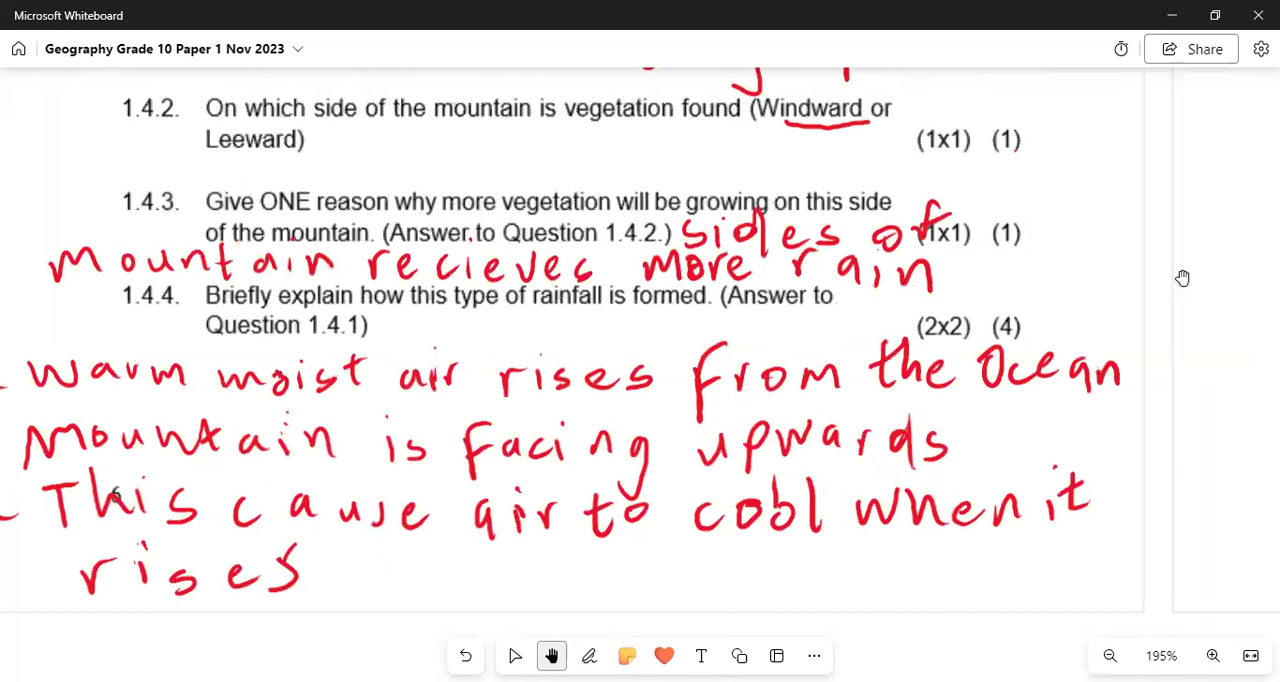 Microsoft Whiteboard
Geography Grade 10 Paper 1 Nov 2023
Share
1.4.2. On which side of the mountain is vegetation found (Windward or
Leeward) (1x1) (1)
1.4.3. Give ONE reason why more vegetation will be growing on this side
of the mountain. (Answer to Question 1.4.2.) (1x1) (1)
sides of
mountain recieves more rain
1.4.4. Briefly explain how this type of rainfall is formed. (Answer to
Question 1.4.1) (2x2) (4)
- warm moist air rises from the Ocean
Mountain is facing upwards
- This cause air to cool when it
rises
195%